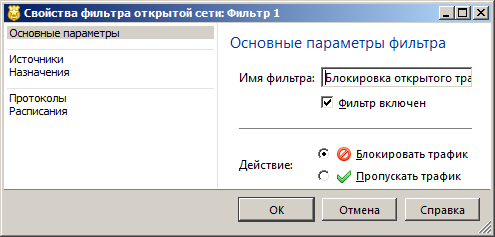 Свойства фильтра открытой сети: Фильтр 1
Основные параметры
Источники
Назначения
Протоколы
Расписания
Основные параметры фильтра
Имя фильтра: Блокировка открытого тра
Фильтр включен
Действие:
Блокировать трафик
Пропускать трафик
ОК Отмена Справка